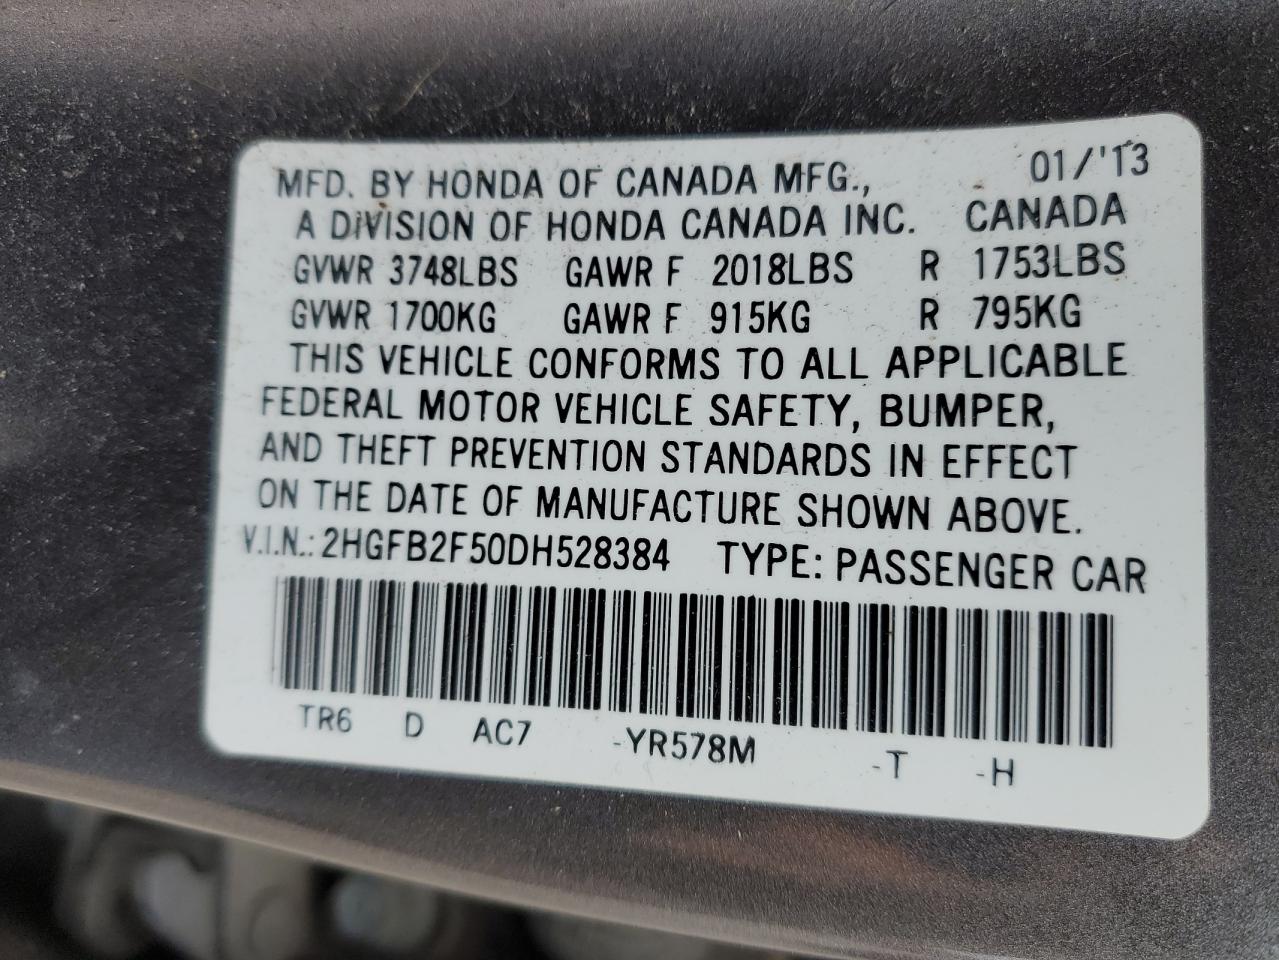 MFD. BY HONDA OF CANADA MFG., 01/'13
A DIVISION OF HONDA CANADA INC. CANADA
GVWR 3748LBS GAWR F 2018LBS R 1753LBS
GVWR 1700KG GAWR F 915KG R 795KG
THIS VEHICLE CONFORMS TO ALL APPLICABLE
FEDERAL MOTOR VEHICLE SAFETY, BUMPER,
AND THEFT PREVENTION STANDARDS IN EFFECT
ON THE DATE OF MANUFACTURE SHOWN ABOVE.
V.I.N.: 2HGFB2F50DH528384 TYPE: PASSENGER CAR
TR6 D AC7 -YR578M -T -H